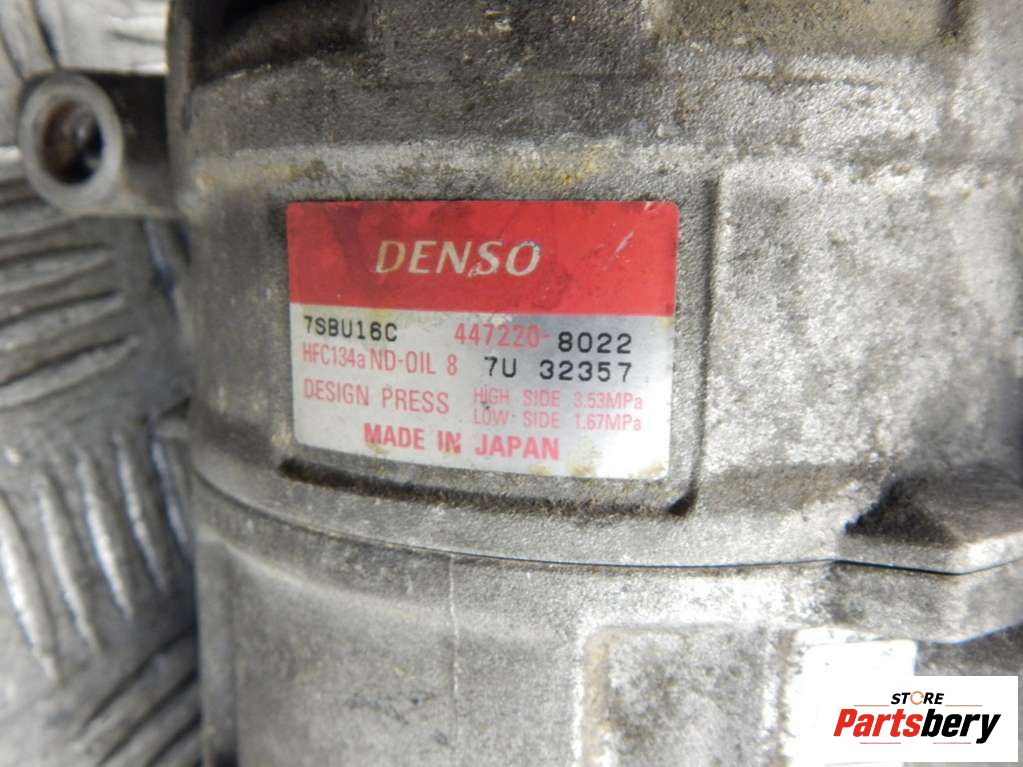 DENSO
7SBU16C 447220-8022
HFC134a ND-OIL 8 7U 32357
DESIGN PRESS HIGH SIDE 3.53MPa
LOW SIDE 1.67MPa
MADE IN JAPAN
STORE
Partsbery